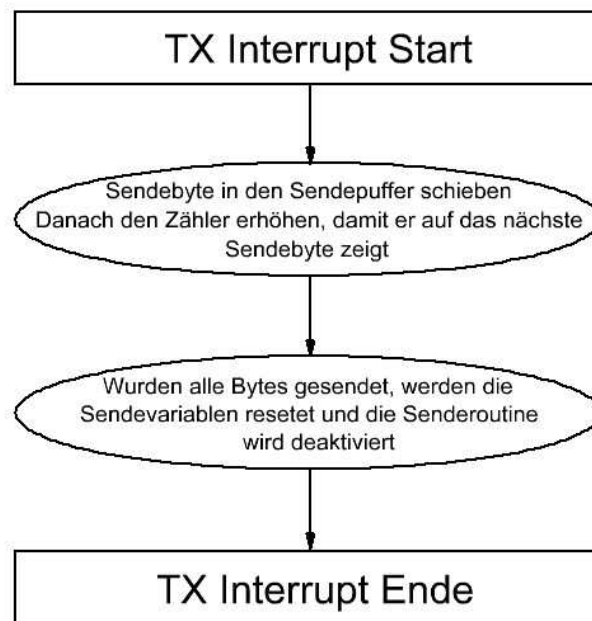 TX Interrupt Start
Sendebyte in den Sendepuffer schieben
Danach den Zähler erhöhen, damit er auf das nächste
Sendebyte zeigt
Wurden alle Bytes gesendet, werden die
Sendevariablen resetet und die Senderoutine
wird deaktiviert
TX Interrupt Ende